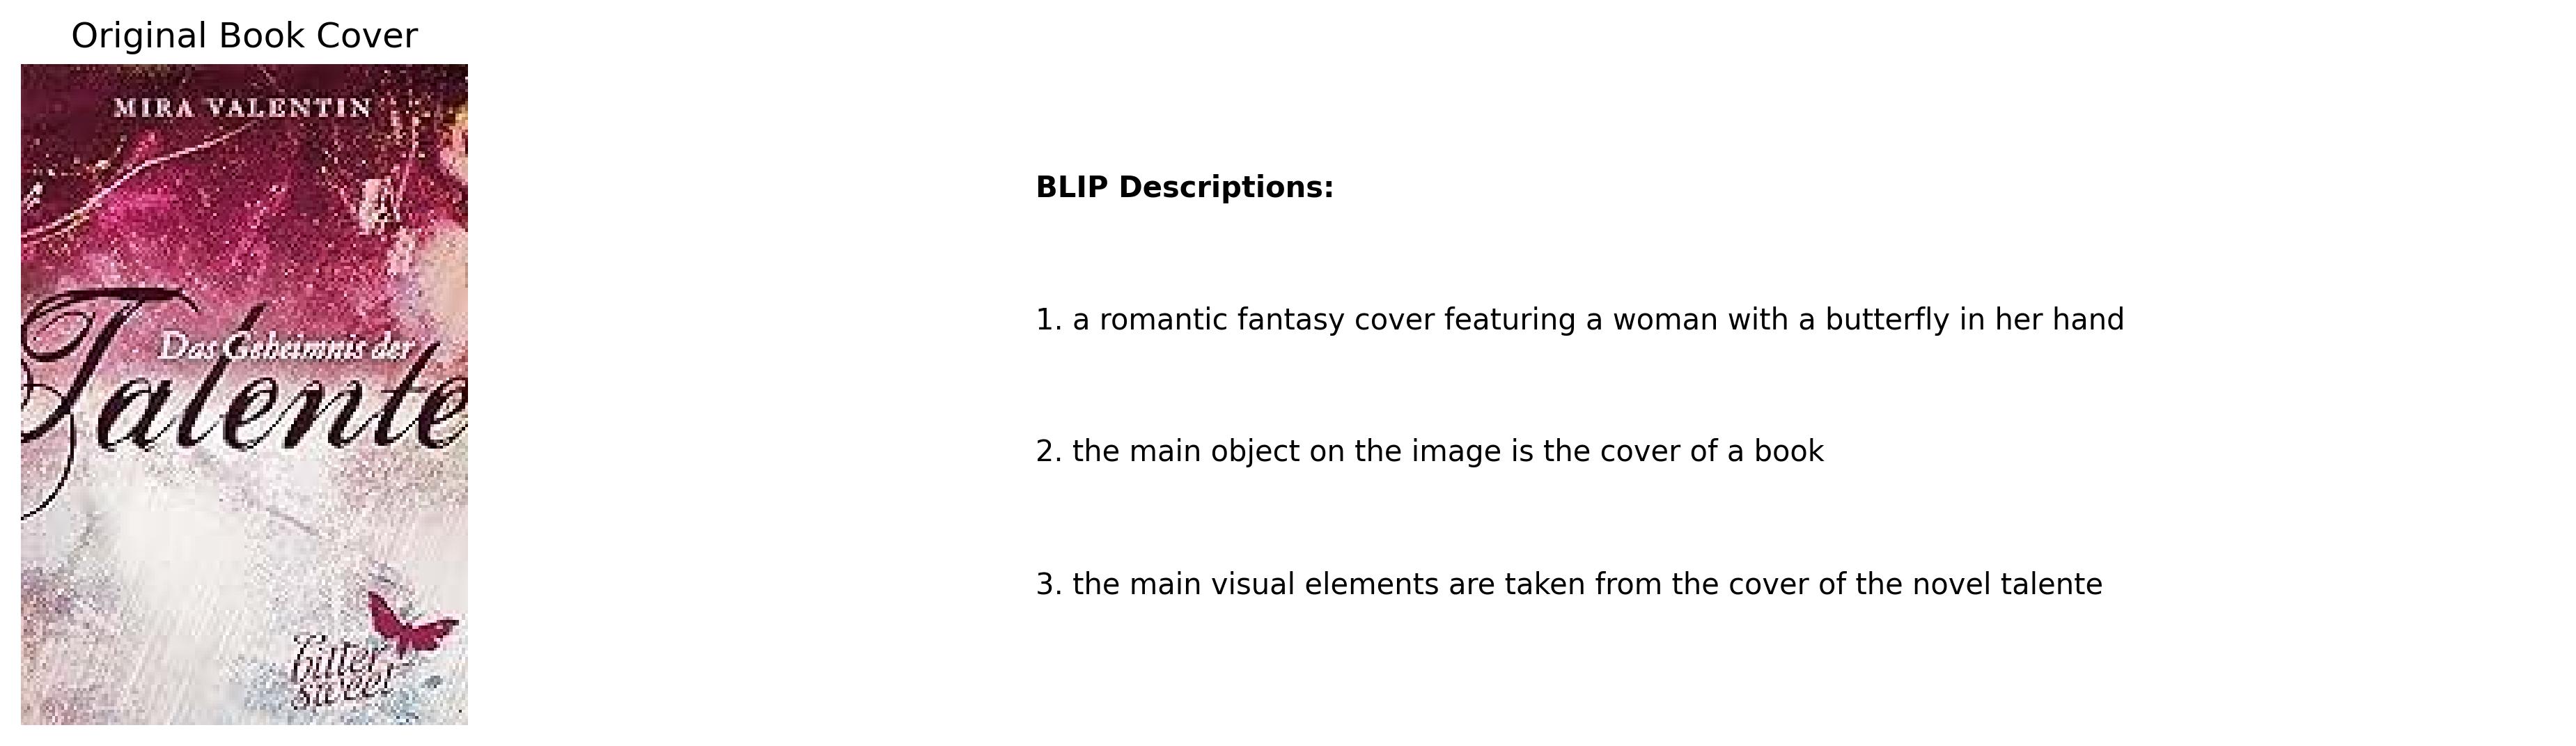 Original Book Cover
MIRA VALENTIN
Das Geheimnis der
Talente
bitter
sweet
BLIP Descriptions:
1. a romantic fantasy cover featuring a woman with a butterfly in her hand
2. the main object on the image is the cover of a book
3. the main visual elements are taken from the cover of the novel talente